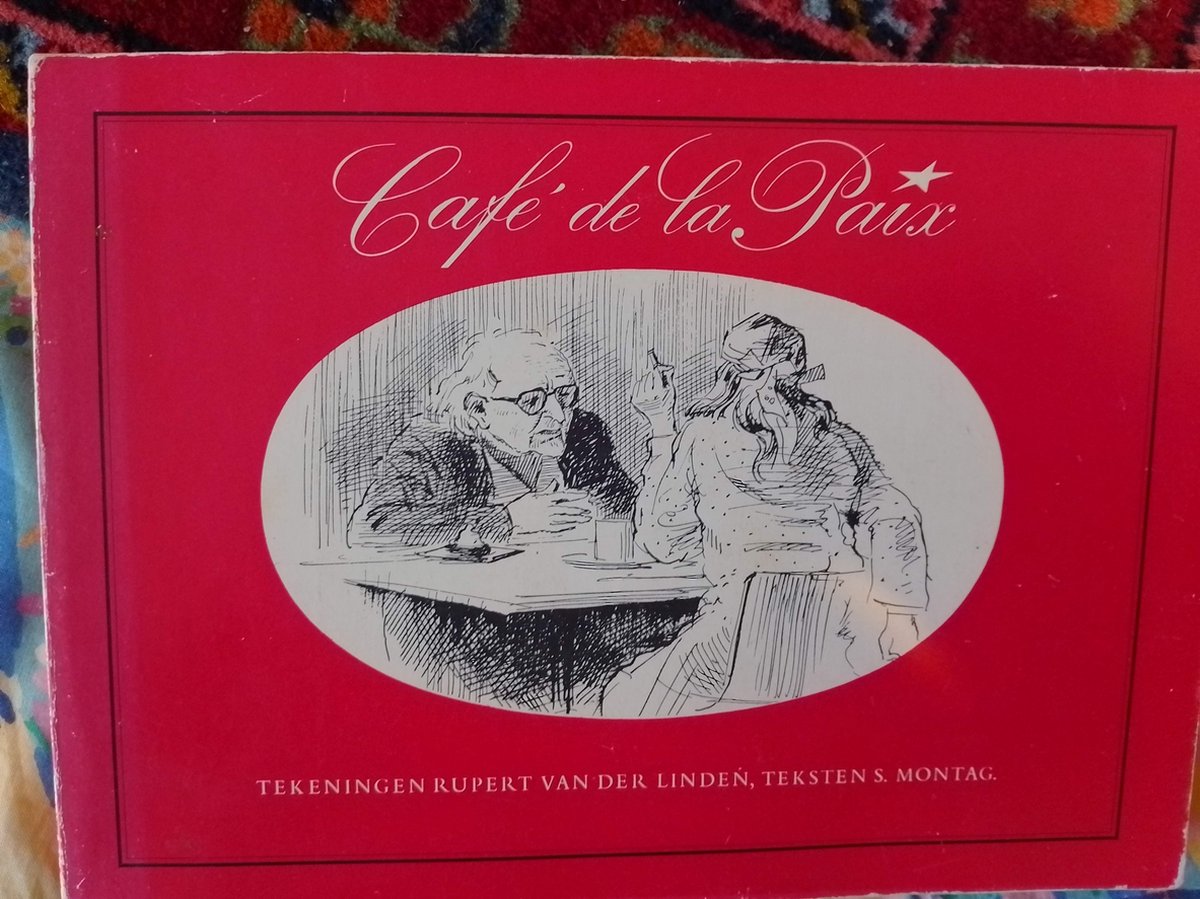 Café de la Paix
TEKENINGEN RUPERT VAN DER LINDEN, TEKSTEN S. MONTAG.